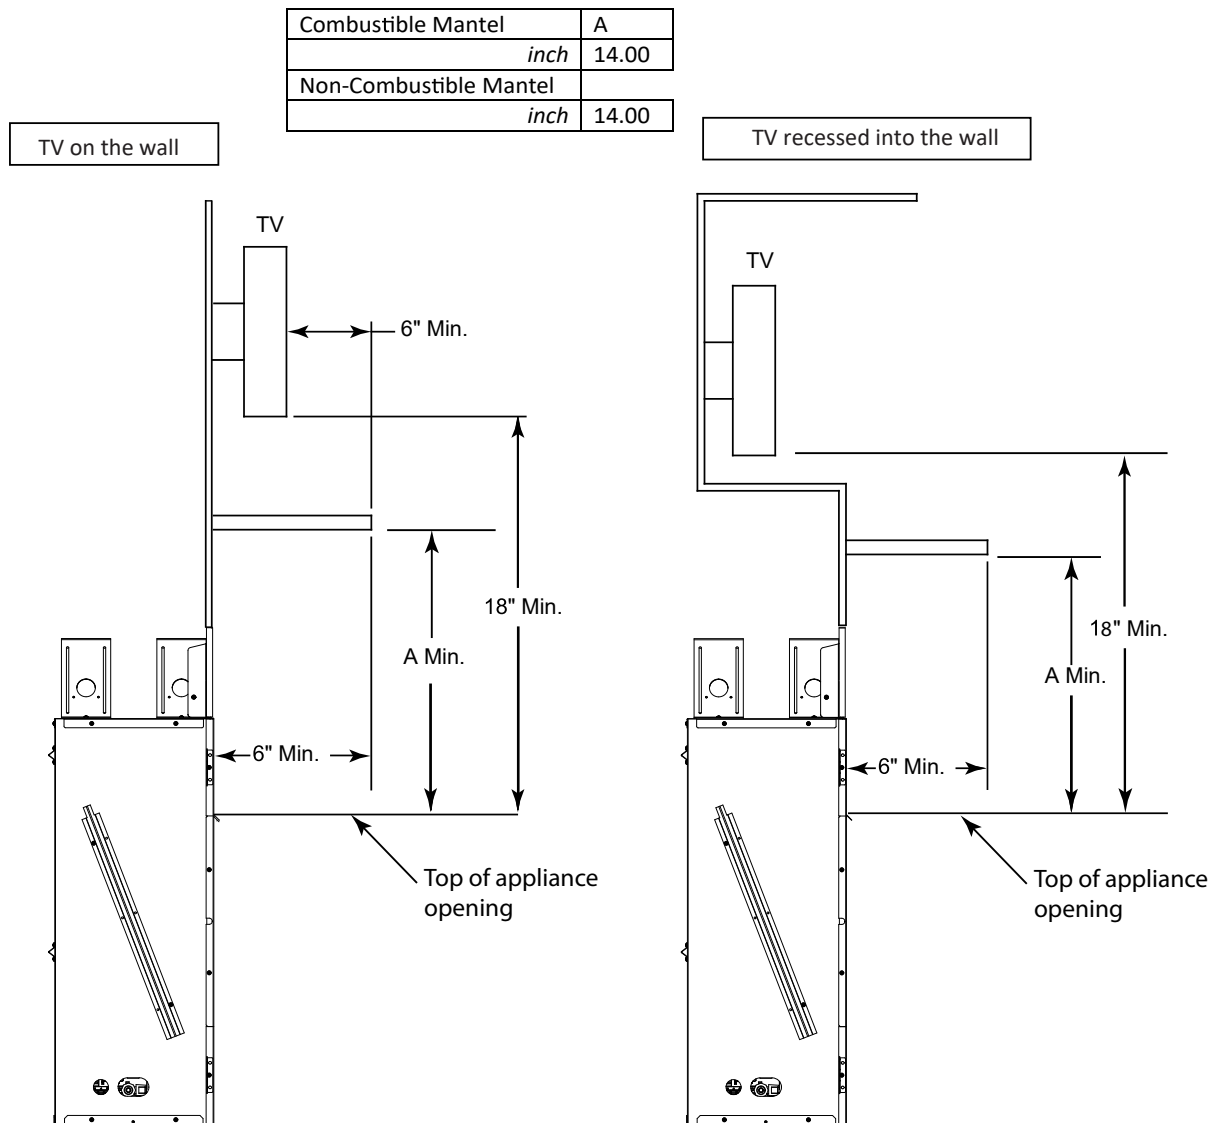 Combustible Mantel A
inch 14.00
Non-Combustible Mantel
inch 14.00
TV on the wall
TV recessed into the wall
TV
6" Min.
18" Min.
A Min.
6" Min.
Top of appliance
opening
TV
18" Min.
A Min.
6" Min.
Top of appliance
opening